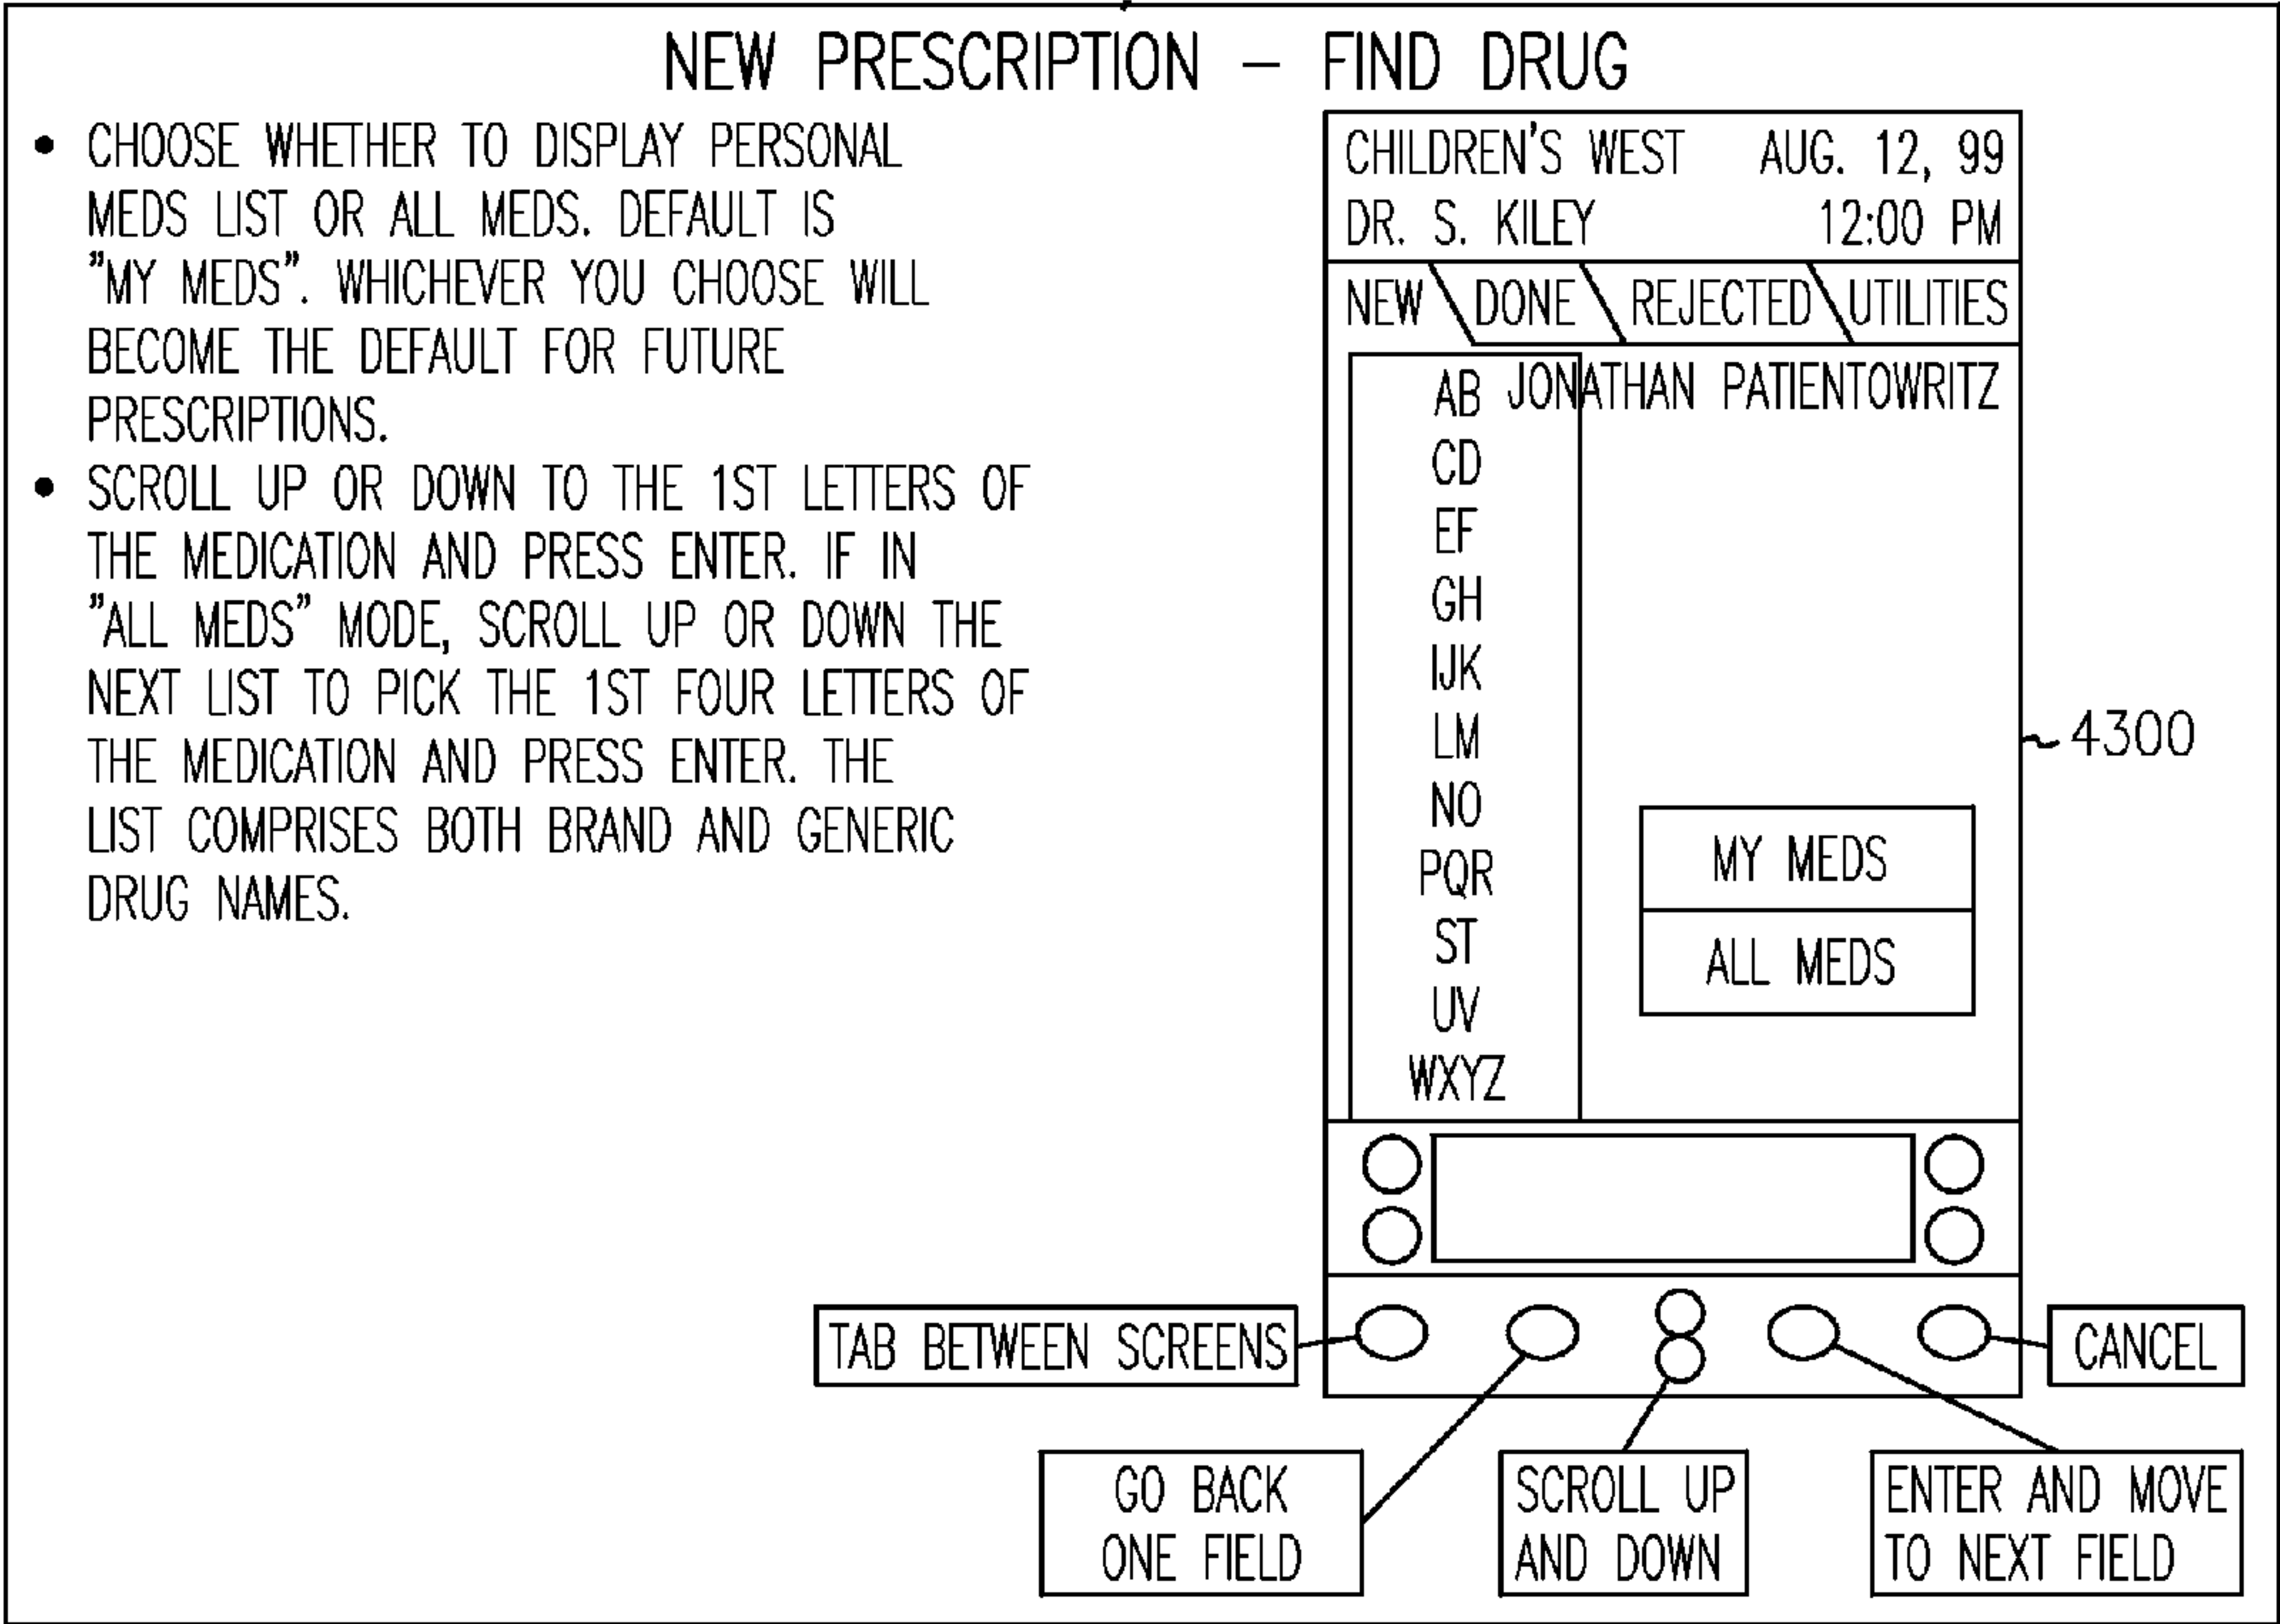 NEW PRESCRIPTION – FIND DRUG
• CHOOSE WHETHER TO DISPLAY PERSONAL
MEDS LIST OR ALL MEDS. DEFAULT IS
"MY MEDS". WHICHEVER YOU CHOOSE WILL
BECOME THE DEFAULT FOR FUTURE
PRESCRIPTIONS.
• SCROLL UP OR DOWN TO THE 1ST LETTERS OF
THE MEDICATION AND PRESS ENTER. IF IN
"ALL MEDS" MODE, SCROLL UP OR DOWN THE
NEXT LIST TO PICK THE 1ST FOUR LETTERS OF
THE MEDICATION AND PRESS ENTER. THE
LIST COMPRISES BOTH BRAND AND GENERIC
DRUG NAMES.
CHILDREN'S WEST AUG. 12, 99
DR. S. KILEY 12:00 PM
NEW DONE REJECTED UTILITIES
JONATHAN PATIENTOWRITZ
AB
CD
EF
GH
IJK
LM
NO
PQR
ST
UV
WXYZ
MY MEDS
ALL MEDS
4300
TAB BETWEEN SCREENS
CANCEL
GO BACK
ONE FIELD
SCROLL UP
AND DOWN
ENTER AND MOVE
TO NEXT FIELD